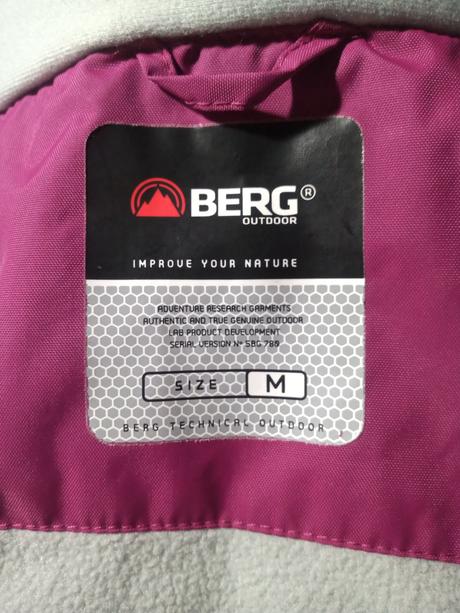 BERG®
OUTDOOR
IMPROVE YOUR NATURE
ADVENTURE RESEARCH GARMENTS
AUTHENTIC AND TRUE GENUINE OUTDOOR
LAB PRODUCT DEVELOPMENT
SERIAL VERSION Nº SBG 780
SIZE M
BERG TECHNICAL OUTDOOR